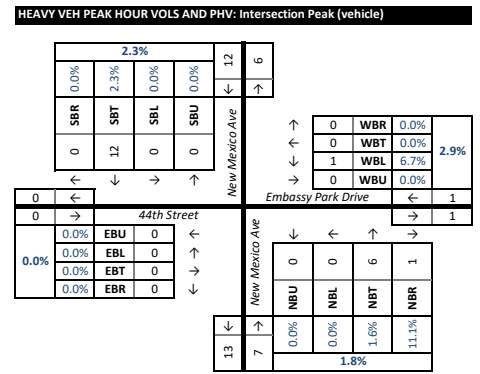 HEAVY VEH PEAK HOUR VOLS AND PHV: Intersection Peak (vehicle)
2.3%
0.0% 2.3% 0.0% 0.0%
SBR SBT SBL SBU
0 12 0 0
← ↓ → ↑
12 6
↓ ↑
New Mexico Ave
↑ 0 WBR 0.0%
← 0 WBT 0.0%
↓ 1 WBL 6.7%
→ 0 WBU 0.0%
2.9%
0 ←
Embassy Park Drive ← 1
0 → 44th Street
→ 1
0.0%
0.0% EBU 0 ←
0.0% EBL 0 ↑
0.0% EBT 0 →
0.0% EBR 0 ↓
New Mexico Ave
↓ ← ↑ →
0 0 6 1
NBU NBL NBT NBR
0.0% 0.0% 1.6% 11.1%
1.8%
↓ ↑
13 7